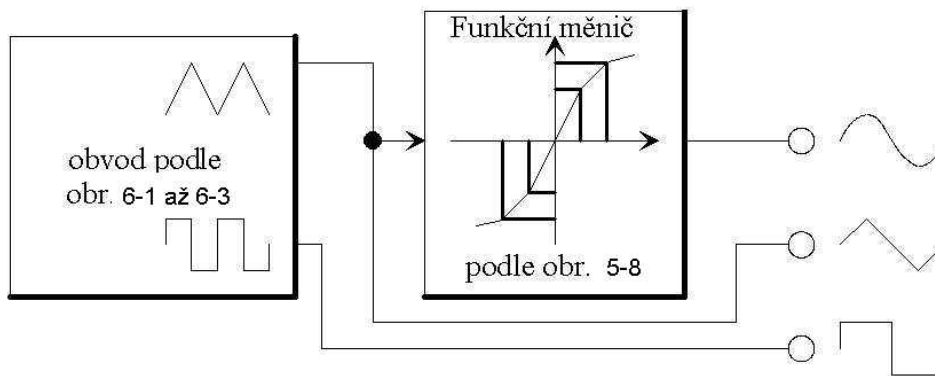 obvod podle
obr. 6-1 až 6-3
Funkční měnič
podle obr. 5-8